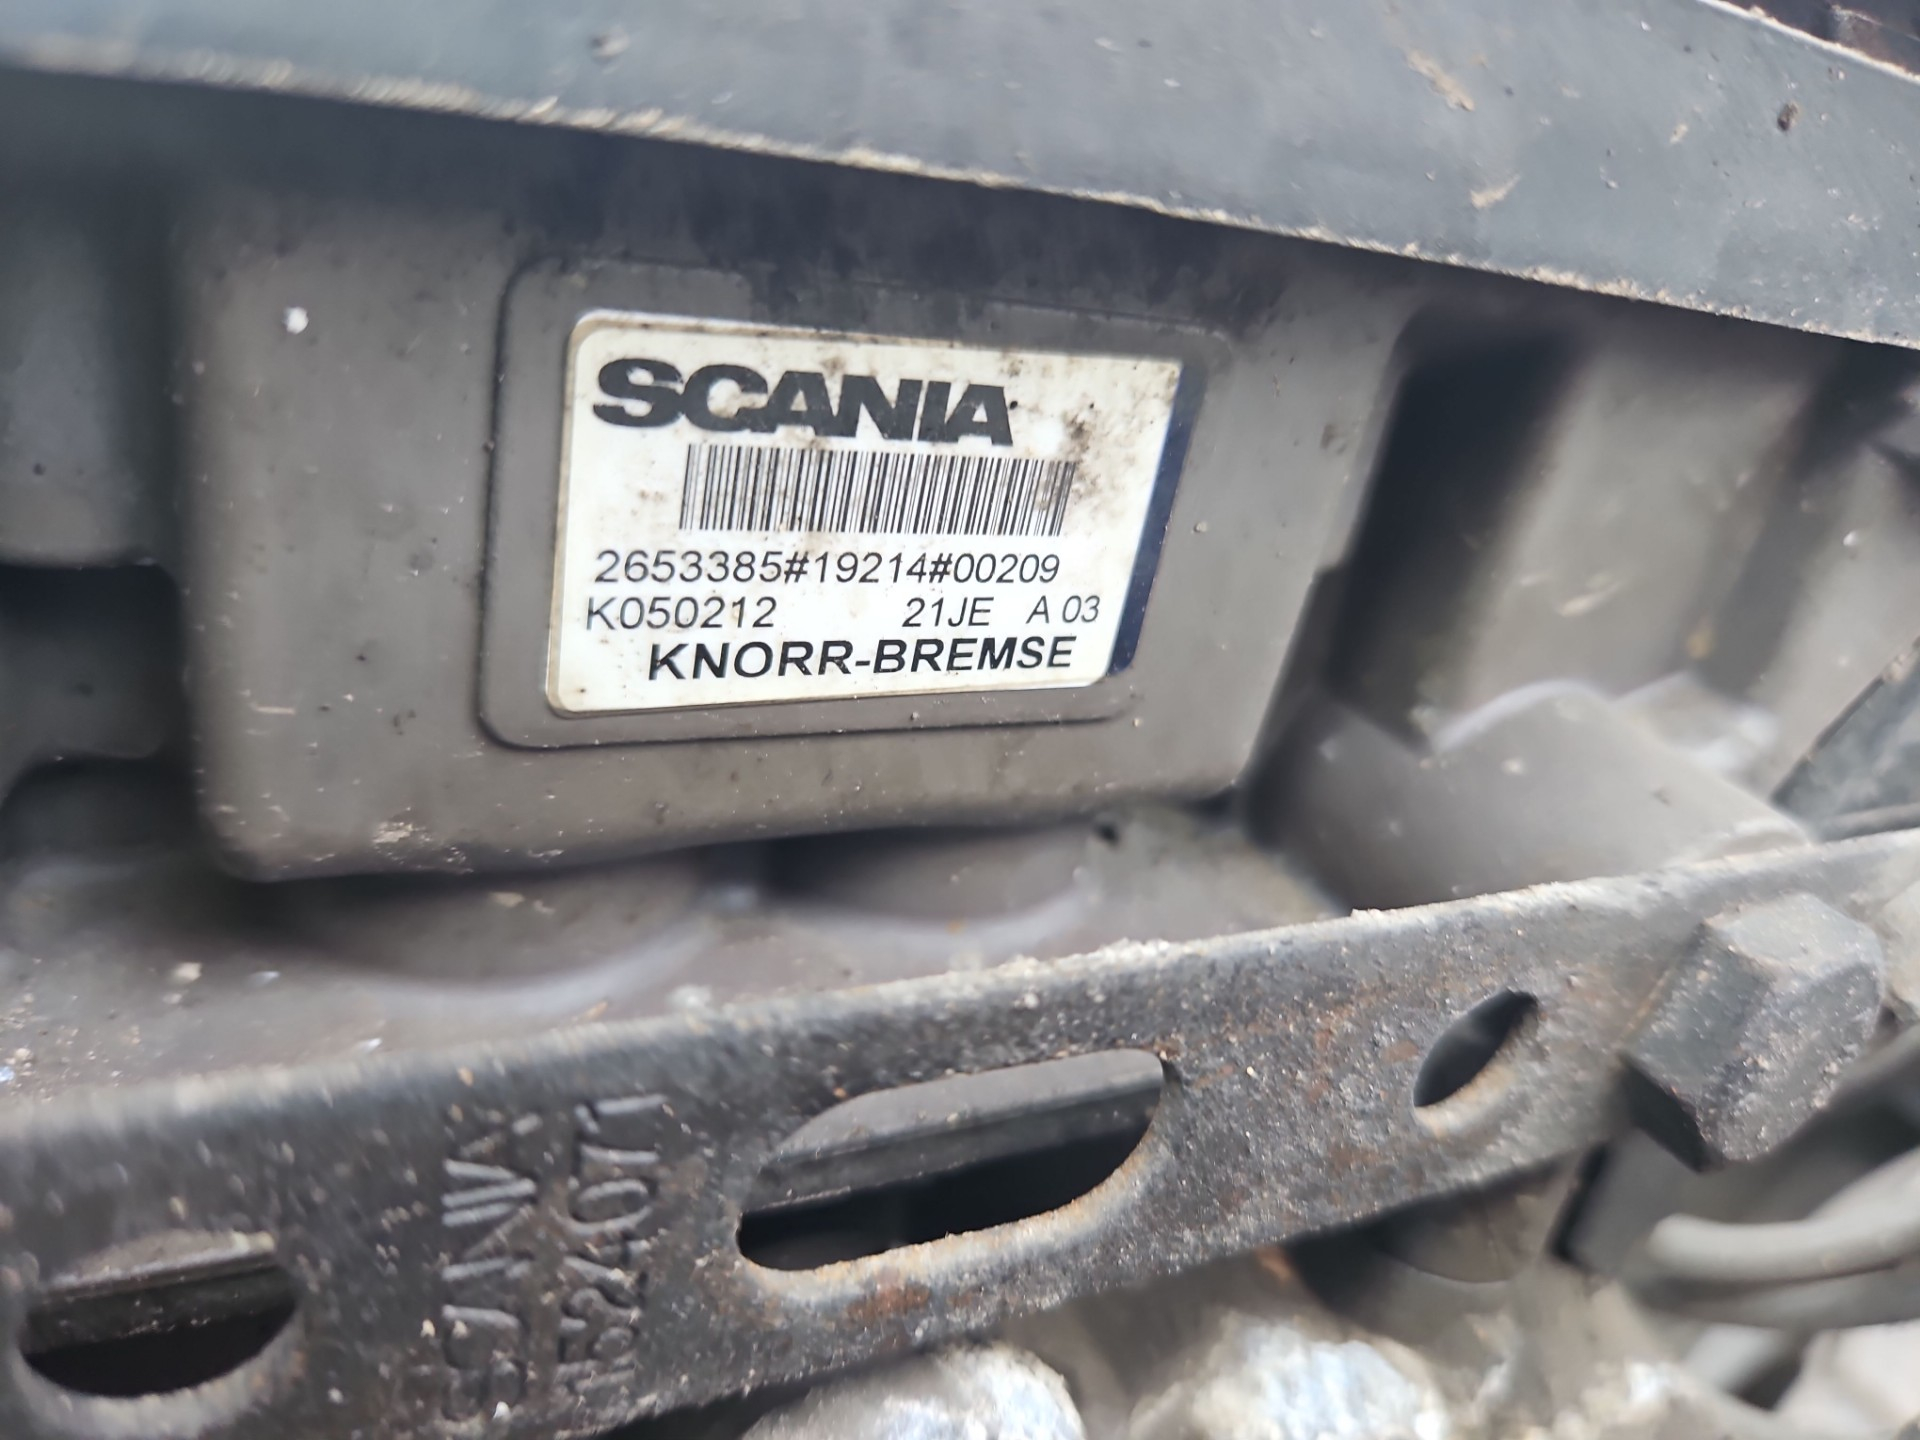 SCANIA
2653385#19214#00209
K050212 21JE A 03
KNORR-BREMSE